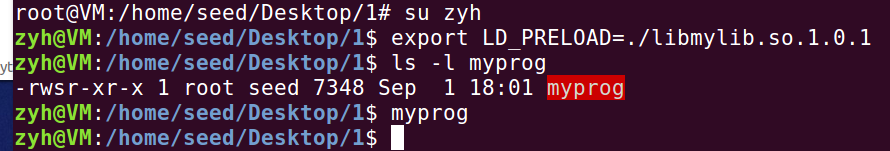 root@VM:/home/seed/Desktop/1# su zyh
zyh@VM:/home/seed/Desktop/1$ export LD_PRELOAD=./libmylib.so.1.0.1
zyh@VM:/home/seed/Desktop/1$ ls -l myprog
-rwsr-xr-x 1 root seed 7348 Sep  1 18:01 myprog
zyh@VM:/home/seed/Desktop/1$ myprog
zyh@VM:/home/seed/Desktop/1$